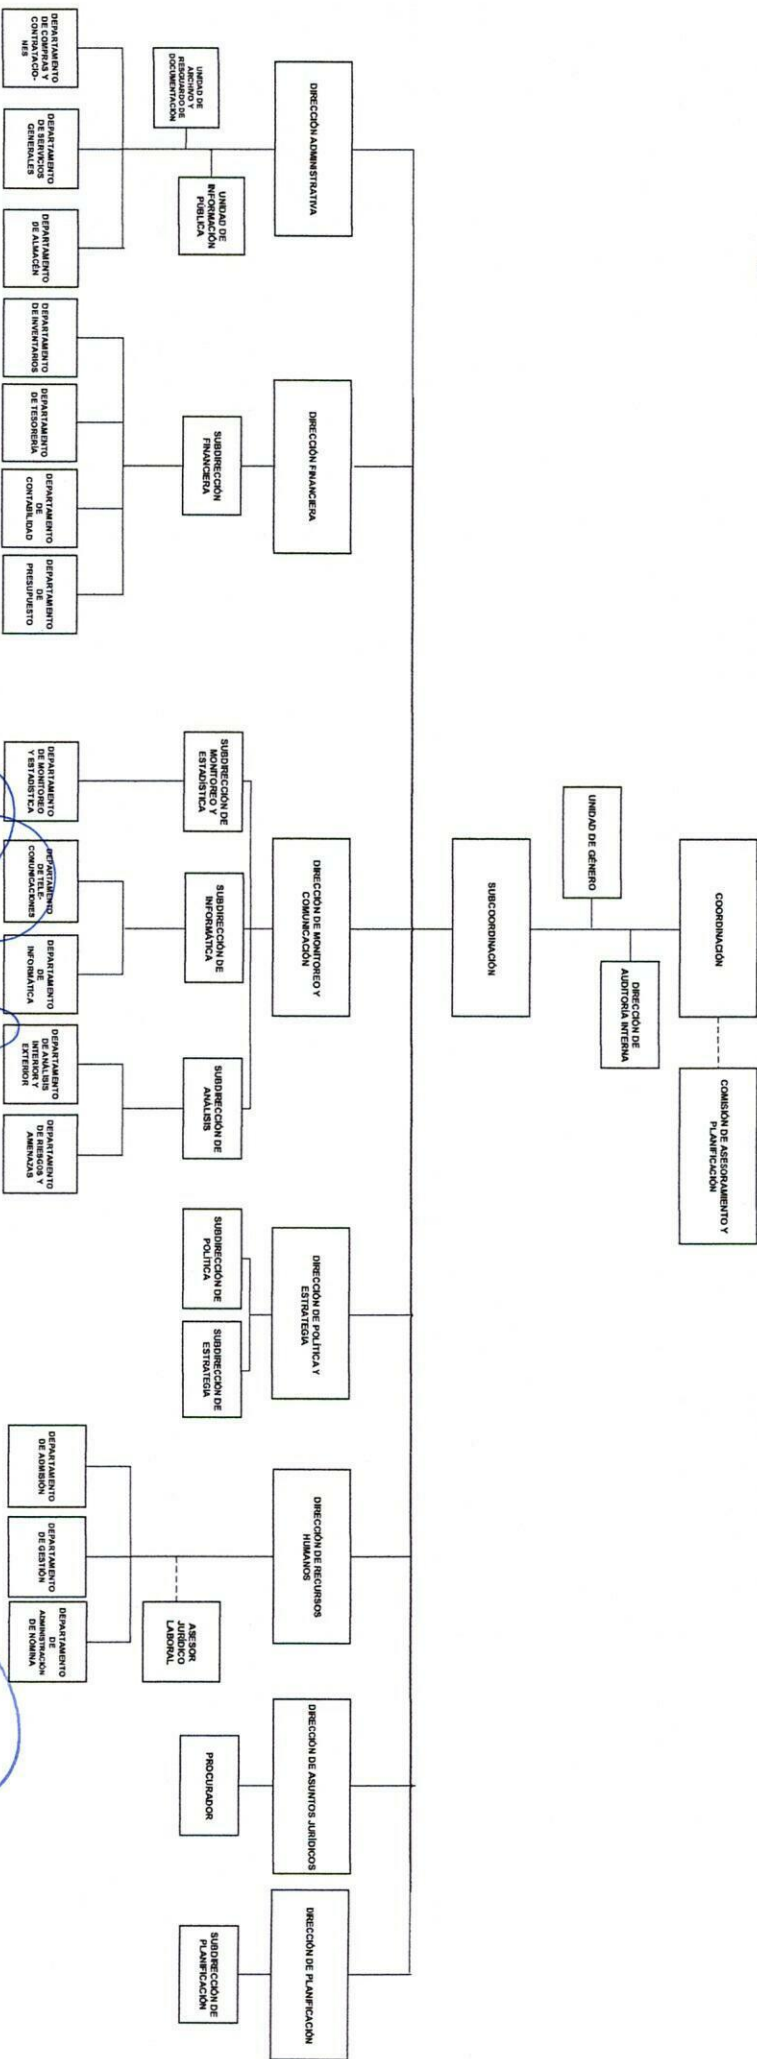 COORDINACIÓN
COMISIÓN DE ASESORAMIENTO Y
PLANIFICACIÓN
UNIDAD DE GÉNERO
DIRECCIÓN DE
AUDITORÍA INTERNA
SUBCOORDINACIÓN
DIRECCIÓN ADMINISTRATIVA
DIRECCIÓN FINANCIERA
DIRECCIÓN DE MONITOREO Y
COMUNICACIÓN
DIRECCIÓN DE POLÍTICA Y
ESTRATEGIA
DIRECCIÓN DE RECURSOS
HUMANOS
DIRECCIÓN DE ASUNTOS JURÍDICOS
DIRECCIÓN DE PLANIFICACIÓN
UNIDAD DE
ARCHIVO Y
RESGUARDO DE
DOCUMENTACIÓN
UNIDAD DE
INFORMACIÓN
PÚBLICA
SUBDIRECCIÓN
FINANCIERA
SUBDIRECCIÓN DE
MONITOREO Y
ESTADÍSTICA
SUBDIRECCIÓN DE
INFORMÁTICA
SUBDIRECCIÓN DE
ANÁLISIS
SUBDIRECCIÓN DE
POLÍTICA
SUBDIRECCIÓN DE
ESTRATEGIA
ASESOR
JURÍDICO
LABORAL
PROCURADOR
SUBDIRECCIÓN DE
PLANIFICACIÓN
DEPARTAMENTO
DE COMPRAS Y
CONTRATACIO-
NES
DEPARTAMENTO
DE SERVICIOS
GENERALES
DEPARTAMENTO
DE ALMACÉN
DEPARTAMENTO
DE INVENTARIOS
DEPARTAMENTO
DE TESORERÍA
DEPARTAMENTO
DE
CONTABILIDAD
DEPARTAMENTO
DE
PRESUPUESTO
DEPARTAMENTO
DE MONITOREO
Y ESTADÍSTICA
DEPARTAMENTO
DE TELE-
COMUNICACIONES
DEPARTAMENTO
DE
INFORMÁTICA
DEPARTAMENTO
DE ANÁLISIS
INTERIOR Y
EXTERIOR
DEPARTAMENTO
DE RIESGOS Y
AMENAZAS
DEPARTAMENTO
DE ADMISIÓN
DEPARTAMENTO
DE GESTIÓN
DEPARTAMENTO
DE
ADMINISTRACIÓN
DE NÓMINA